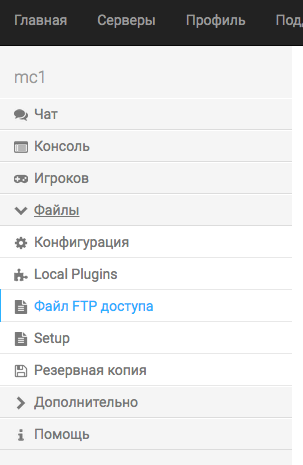 Главная Серверы Профиль Под
mc1
Чат
Консоль
Игроков
Файлы
Конфигурация
Local Plugins
Файл FTP доступа
Setup
Резервная копия
Дополнительно
Помощь